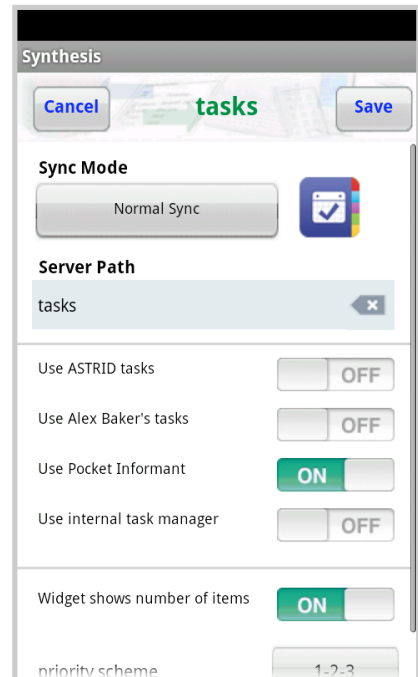 Synthesis
Cancel tasks Save
Sync Mode
Normal Sync
Server Path
tasks
Use ASTRID tasks OFF
Use Alex Baker's tasks OFF
Use Pocket Informant ON
Use internal task manager OFF
Widget shows number of items ON
priority scheme 1-2-3